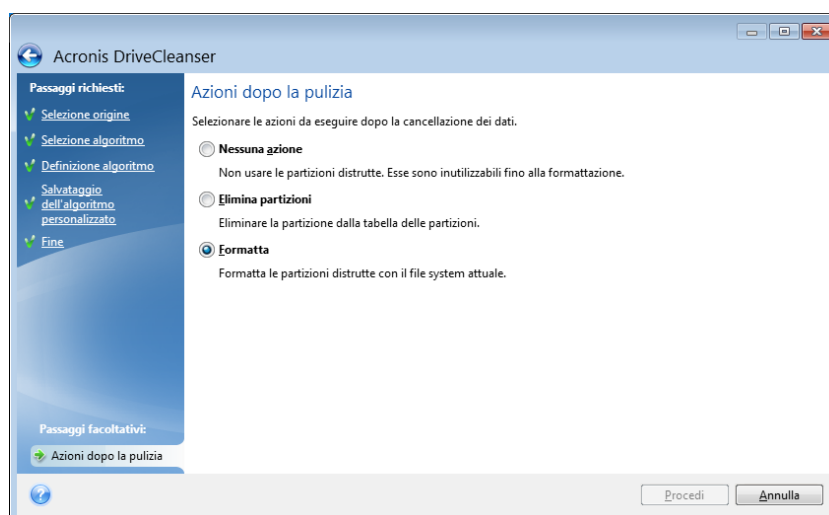 Acronis DriveCleanser
Passaggi richiesti:
Selezione origine
Selezione algoritmo
Definizione algoritmo
Salvataggio
dell'algoritmo
personalizzato
Fine
Passaggi facoltativi:
Azioni dopo la pulizia
Azioni dopo la pulizia
Selezionare le azioni da eseguire dopo la cancellazione dei dati.
Nessuna azione
Non usare le partizioni distrutte. Esse sono inutilizzabili fino alla formattazione.
Elimina partizioni
Eliminare la partizione dalla tabella delle partizioni.
Formatta
Formatta le partizioni distrutte con il file system attuale.
Procedi
Annulla